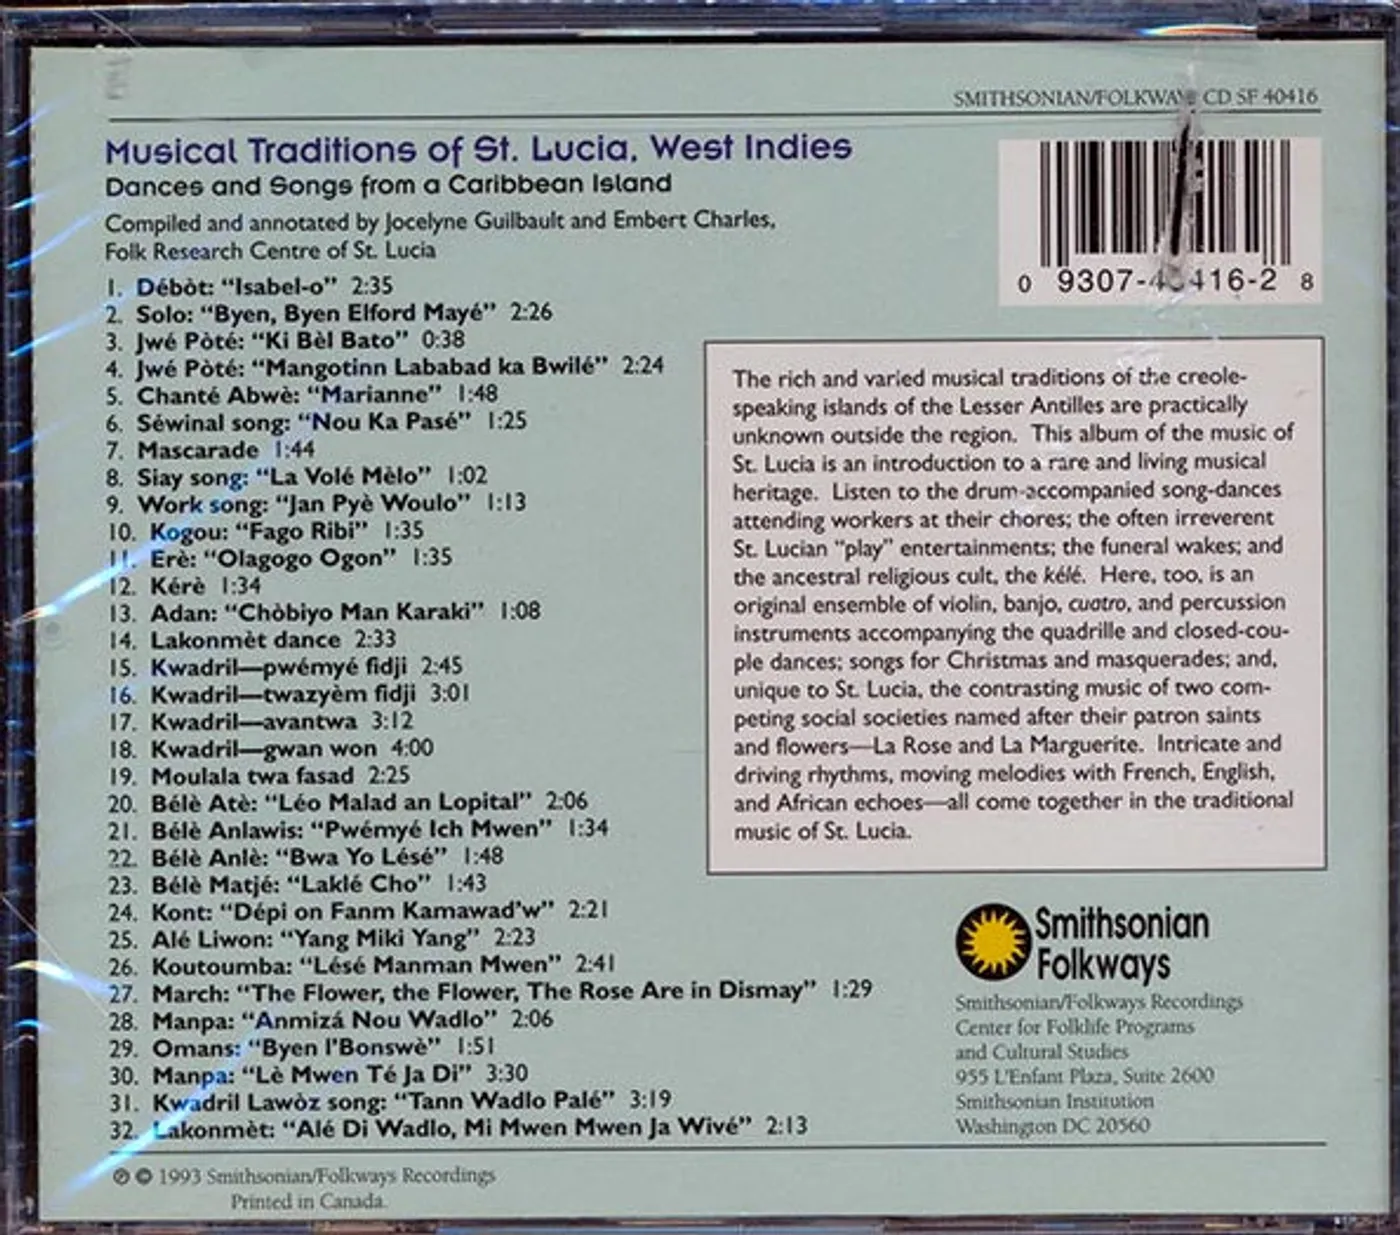 SMITHSONIAN/FOLKWAYS CD SF 40416
Musical Traditions of St. Lucia, West Indies
Dances and Songs from a Caribbean Island
Compiled and annotated by Jocelyne Guilbault and Embert Charles,
Folk Research Centre of St. Lucia
1. Débòt: “Isabel-o” 2:35
2. Solo: “Byen, Byen Elford Mayé” 2:26
3. Jwé Pòté: “Ki Bèl Bato” 0:38
4. Jwé Pòté: “Mangotinn Lababad ka Bwilé” 2:24
5. Chanté Abwè: “Marianne” 1:48
6. Séwinal song: “Nou Ka Pasé” 1:25
7. Mascarade 1:44
8. Siay song: “La Volé Mèlo” 1:02
9. Work song: “Jan Pyè Woulo” 1:13
10. Kogou: “Fago Ribi” 1:35
11. Erè: “Olagogo Ogon” 1:35
12. Kérè 1:34
13. Adan: “Chòbiyo Man Karaki” 1:08
14. Lakonmèt dance 2:33
15. Kwadril—pwémyé fidji 2:45
16. Kwadril—twazyèm fidji 3:01
17. Kwadril—avantwa 3:12
18. Kwadril—gwan won 4:00
19. Moulala twa fasad 2:25
20. Bélè Atè: “Léo Malad an Lopital” 2:06
21. Bélè Anlawis: “Pwémyé Ich Mwen” 1:34
22. Bélè Anlè: “Bwa Yo Lésé” 1:48
23. Bélè Matjé: “Laklé Cho” 1:43
24. Kont: “Dépi on Fanm Kamawad’w” 2:21
25. Alé Liwon: “Yang Miki Yang” 2:23
26. Koutoumba: “Lésé Manman Mwen” 2:41
27. March: “The Flower, the Flower, The Rose Are in Dismay” 1:29
28. Manpa: “Anmizá Nou Wadlo” 2:06
29. Omans: “Byen l’Bonswè” 1:51
30. Manpa: “Lè Mwen Té Ja Di” 3:30
31. Kwadril Lawòz song: “Tann Wadlo Palé” 3:19
32. Lakonmèt: “Alé Di Wadlo, Mi Mwen Mwen Ja Wivé” 2:13
℗ © 1993 Smithsonian/Folkways Recordings
Printed in Canada.
0 9307-40416-2 8
The rich and varied musical traditions of the creole-
speaking islands of the Lesser Antilles are practically
unknown outside the region. This album of the music of
St. Lucia is an introduction to a rare and living musical
heritage. Listen to the drum-accompanied song-dances
attending workers at their chores; the often irreverent
St. Lucian “play” entertainments; the funeral wakes; and
the ancestral religious cult, the kélé. Here, too, is an
original ensemble of violin, banjo, cuatro, and percussion
instruments accompanying the quadrille and closed-cou-
ple dances; songs for Christmas and masquerades; and,
unique to St. Lucia, the contrasting music of two com-
peting social societies named after their patron saints
and flowers—La Rose and La Marguerite. Intricate and
driving rhythms, moving melodies with French, English,
and African echoes—all come together in the traditional
music of St. Lucia.
Smithsonian
Folkways
Smithsonian/Folkways Recordings
Center for Folklife Programs
and Cultural Studies
955 L'Enfant Plaza, Suite 2600
Smithsonian Institution
Washington DC 20560